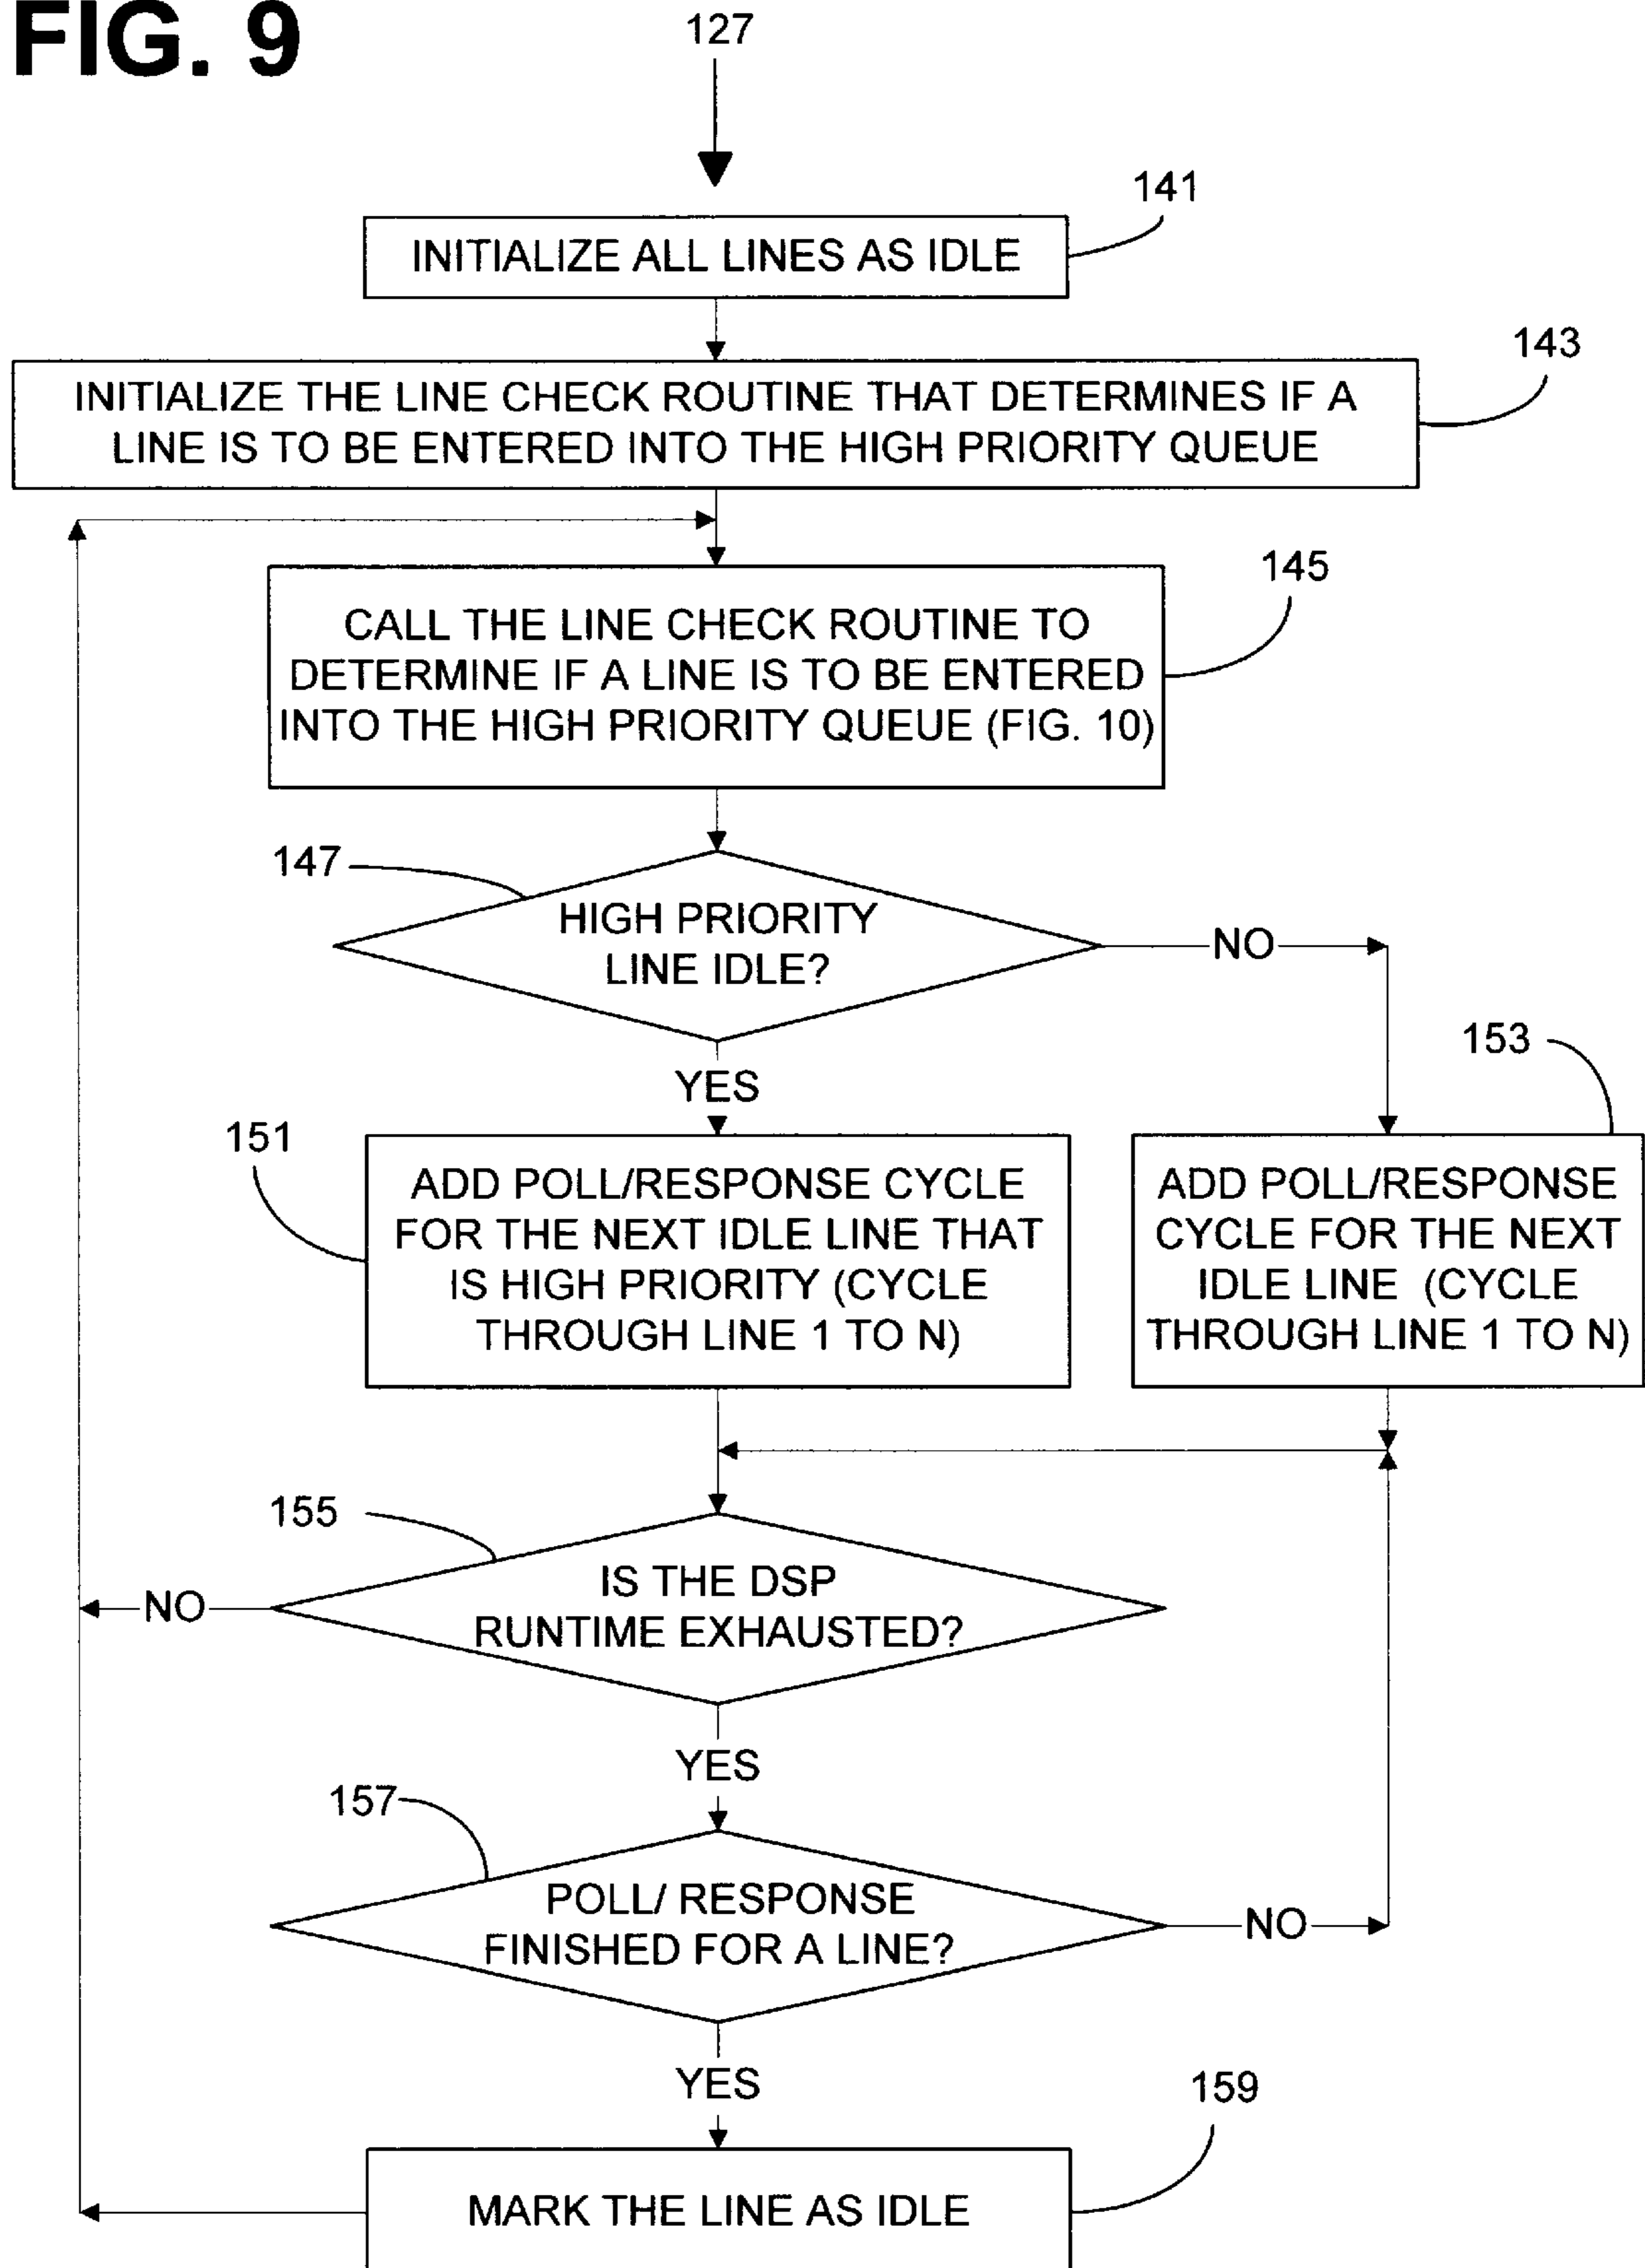 FIG. 9
127
141
INITIALIZE ALL LINES AS IDLE
143
INITIALIZE THE LINE CHECK ROUTINE THAT DETERMINES IF A
LINE IS TO BE ENTERED INTO THE HIGH PRIORITY QUEUE
145
CALL THE LINE CHECK ROUTINE TO
DETERMINE IF A LINE IS TO BE ENTERED
INTO THE HIGH PRIORITY QUEUE (FIG. 10)
147
HIGH PRIORITY
LINE IDLE?
NO
YES
151
ADD POLL/RESPONSE CYCLE
FOR THE NEXT IDLE LINE THAT
IS HIGH PRIORITY (CYCLE
THROUGH LINE 1 TO N)
153
ADD POLL/RESPONSE
CYCLE FOR THE NEXT
IDLE LINE (CYCLE
THROUGH LINE 1 TO N)
155
IS THE DSP
RUNTIME EXHAUSTED?
NO
YES
157
POLL/ RESPONSE
FINISHED FOR A LINE?
NO
YES
159
MARK THE LINE AS IDLE